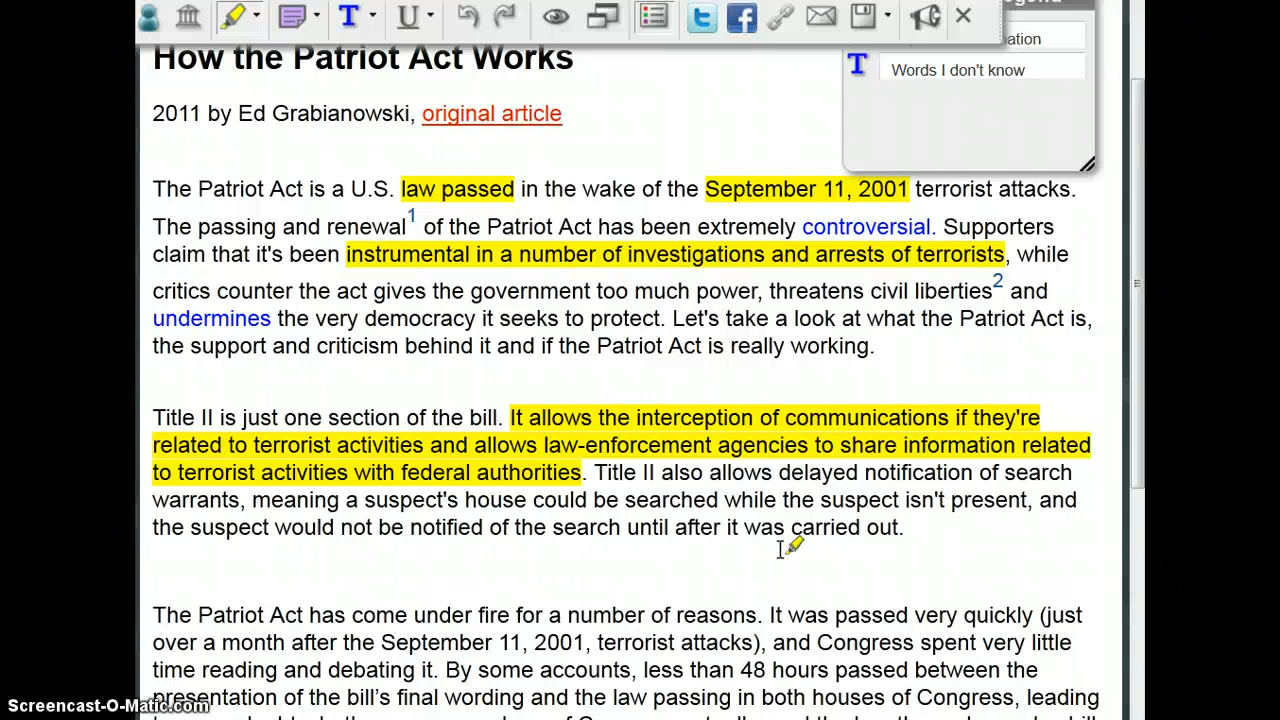 T
U
egend
nation
T Words I don't know
How the Patriot Act Works
2011 by Ed Grabianowski, original article
The Patriot Act is a U.S. law passed in the wake of the September 11, 2001 terrorist attacks.
The passing and renewal1 of the Patriot Act has been extremely controversial. Supporters
claim that it's been instrumental in a number of investigations and arrests of terrorists, while
critics counter the act gives the government too much power, threatens civil liberties2 and
undermines the very democracy it seeks to protect. Let's take a look at what the Patriot Act is,
the support and criticism behind it and if the Patriot Act is really working.
Title II is just one section of the bill. It allows the interception of communications if they're
related to terrorist activities and allows law-enforcement agencies to share information related
to terrorist activities with federal authorities. Title II also allows delayed notification of search
warrants, meaning a suspect's house could be searched while the suspect isn't present, and
the suspect would not be notified of the search until after it was carried out.
The Patriot Act has come under fire for a number of reasons. It was passed very quickly (just
over a month after the September 11, 2001, terrorist attacks), and Congress spent very little
time reading and debating it. By some accounts, less than 48 hours passed between the
presentation of the bill's final wording and the law passing in both houses of Congress, leading
Screencast-O-Matic.com